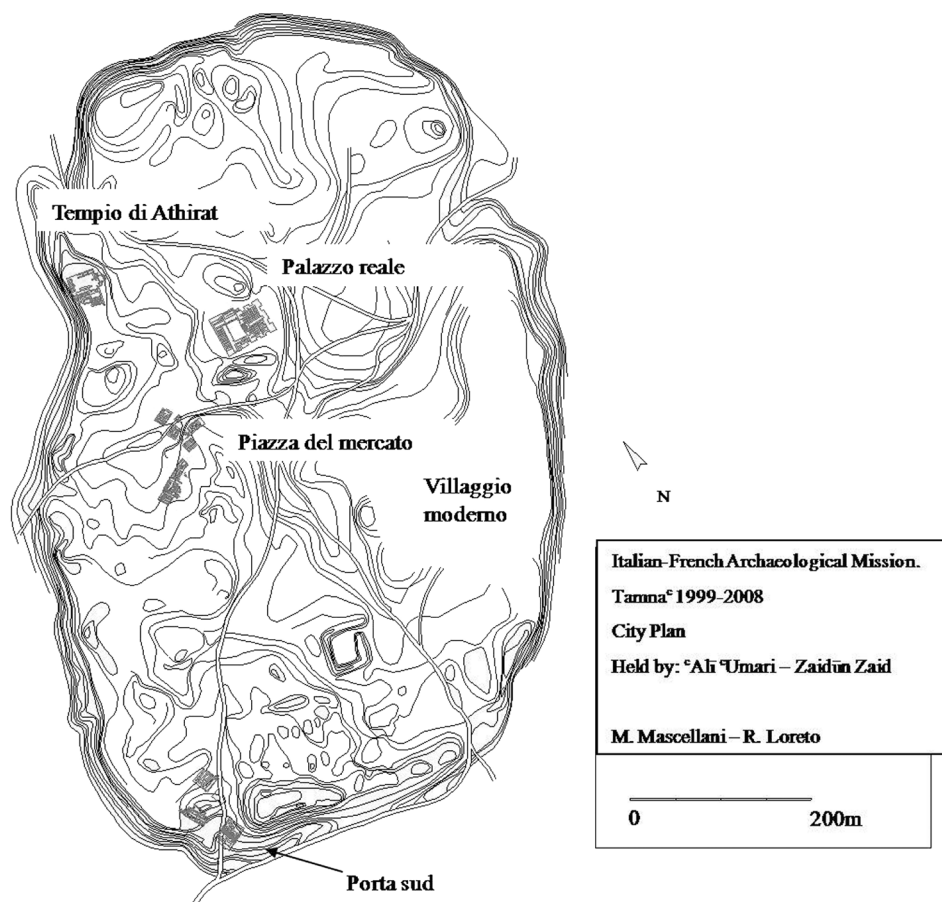 Tempio di Athirat
Palazzo reale
Piazza del mercato
Villaggio
moderno
N
Italian-French Archaeological Mission.
Tamnaᶜ 1999-2008
City Plan
Held by: ᶜAlī ᶜUmari – Zaidūn Zaid
M. Mascellani – R. Loreto
0 200m
Porta sud